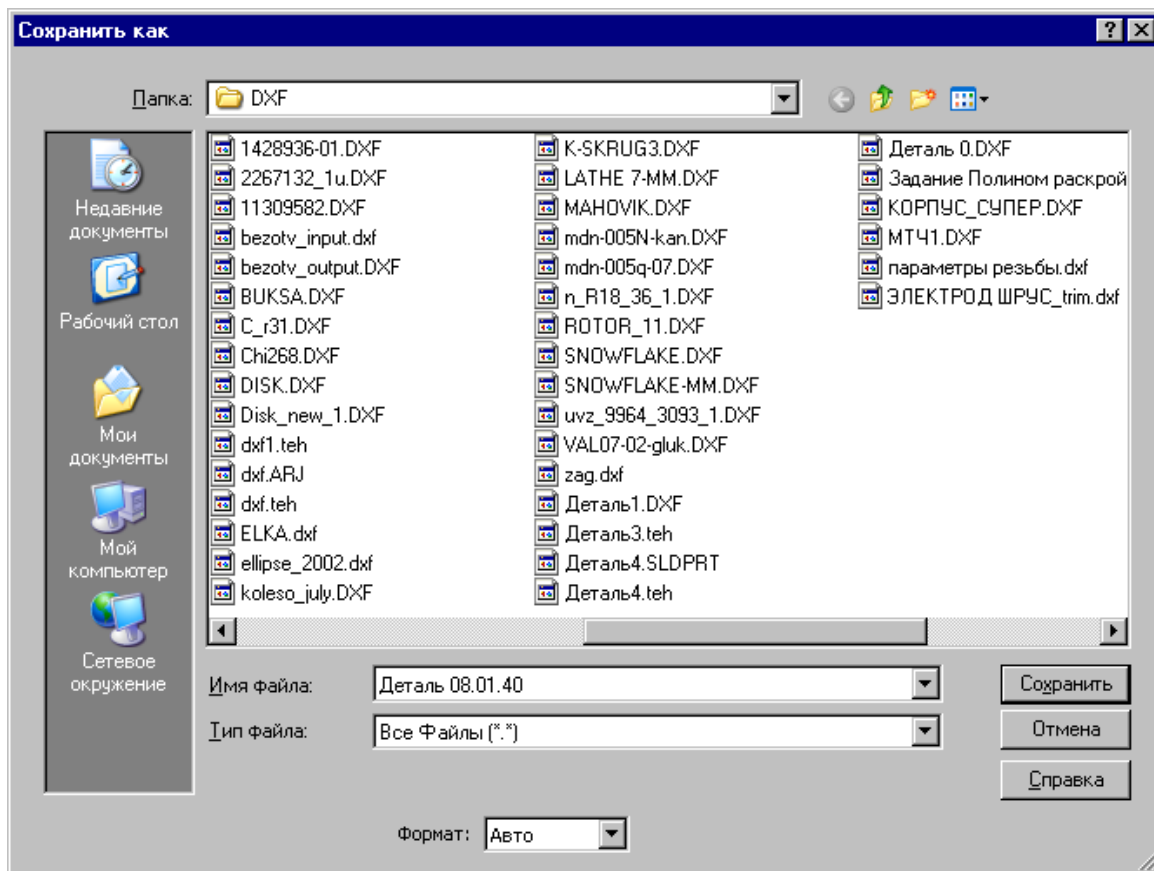 Сохранить как
Папка:
DXF
Недавние
документы
Рабочий стол
Мои
документы
Мой
компьютер
Сетевое
окружение
1428936-01.DXF
2267132_1u.DXF
11309582.DXF
bezotv_input.dxf
bezotv_output.DXF
BUKSA.DXF
C_r31.DXF
Chi268.DXF
DISK.DXF
Disk_new_1.DXF
dxf1.teh
dxf.ARJ
dxf.teh
ELKA.dxf
ellipse_2002.dxf
koleso_july.DXF
K-SKRUG3.DXF
LATHE 7-MM.DXF
MAHOVIK.DXF
mdn-005N-kan.DXF
mdn-005q-07.DXF
n_R18_36_1.DXF
ROTOR_11.DXF
SNOWFLAKE.DXF
SNOWFLAKE-MM.DXF
uvz_9964_3093_1.DXF
VAL07-02-gluk.DXF
zag.dxf
Деталь1.DXF
Деталь3.teh
Деталь4.SLDPRT
Деталь4.teh
Деталь 0.DXF
Задание Полином раскрой
КОРПУС_СУПЕР.DXF
МТЧ1.DXF
параметры резьбы.dxf
ЭЛЕКТРОД ШРУС_trim.dxf
Имя файла:
Деталь 08.01.40
Сохранить
Тип файла:
Все Файлы (*.*)
Отмена
Справка
Формат:
Авто